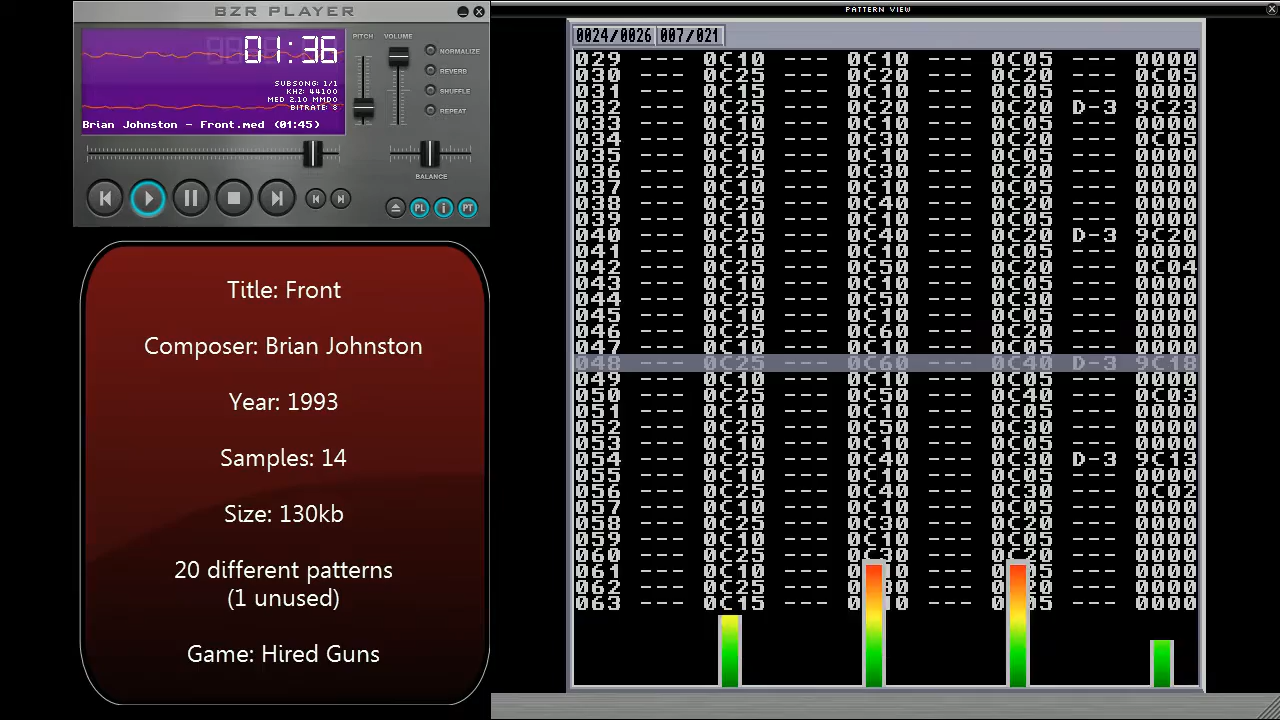 BZR PLAYER
01:36
SUBSONG: 1/1
KHZ: 44100
MED 2.10 MMD0
BITRATE: 8
Brian Johnston - Front.med (01:45)
PITCH
VOLUME
NORMALIZE
REVERB
SHUFFLE
REPEAT
BALANCE
PL
i
PT
Title: Front
Composer: Brian Johnston
Year: 1993
Samples: 14
Size: 130kb
20 different patterns
(1 unused)
Game: Hired Guns
PATTERN VIEW
0024/0026 007/021
029 --- 0C10 --- 0C10 --- 0C05 --- 0000
030 --- 0C25 --- 0C20 --- 0C20 --- 0C05
031 --- 0C15 --- 0C10 --- 0C05 --- 0000
032 --- 0C25 --- 0C20 --- 0C20 D-3 9C23
033 --- 0C10 --- 0C10 --- 0C05 --- 0000
034 --- 0C25 --- 0C30 --- 0C20 --- 0C05
035 --- 0C10 --- 0C10 --- 0C05 --- 0000
036 --- 0C25 --- 0C30 --- 0C20 --- 0000
037 --- 0C10 --- 0C10 --- 0C05 --- 0000
038 --- 0C25 --- 0C40 --- 0C20 --- 0000
039 --- 0C10 --- 0C10 --- 0C05 --- 0000
040 --- 0C25 --- 0C40 --- 0C20 D-3 9C20
041 --- 0C10 --- 0C10 --- 0C05 --- 0000
042 --- 0C25 --- 0C50 --- 0C20 --- 0C04
043 --- 0C10 --- 0C10 --- 0C05 --- 0000
044 --- 0C25 --- 0C50 --- 0C30 --- 0000
045 --- 0C10 --- 0C10 --- 0C05 --- 0000
046 --- 0C25 --- 0C60 --- 0C20 --- 0000
047 --- 0C10 --- 0C10 --- 0C05 --- 0000
048 --- 0C25 --- 0C60 --- 0C40 D-3 9C18
049 --- 0C10 --- 0C10 --- 0C05 --- 0000
050 --- 0C25 --- 0C50 --- 0C40 --- 0C03
051 --- 0C10 --- 0C10 --- 0C05 --- 0000
052 --- 0C25 --- 0C50 --- 0C30 --- 0000
053 --- 0C10 --- 0C10 --- 0C05 --- 0000
054 --- 0C25 --- 0C40 --- 0C30 D-3 9C13
055 --- 0C10 --- 0C10 --- 0C05 --- 0000
056 --- 0C25 --- 0C40 --- 0C30 --- 0C02
057 --- 0C10 --- 0C10 --- 0C05 --- 0000
058 --- 0C25 --- 0C30 --- 0C20 --- 0000
059 --- 0C10 --- 0C10 --- 0C05 --- 0000
060 --- 0C25 --- 0C30 --- 0C20 --- 0000
061 --- 0C10 --- --- 0000
062 --- 0C25 --- --- 0000
063 --- 0C15 --- --- 0000